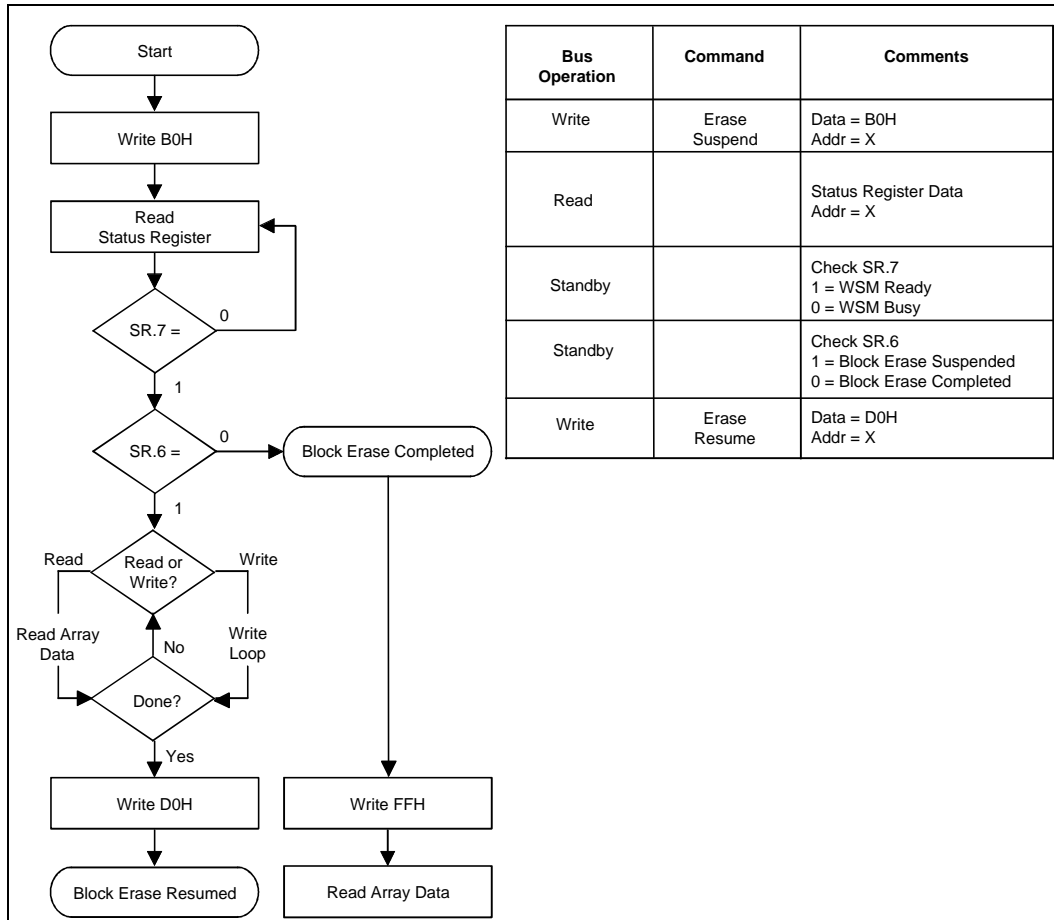 Start
Write B0H
Read
Status Register
SR.7 =
0
1
SR.6 =
0
Block Erase Completed
1
Read
Read or
Write?
Write
Read Array
Data
No
Write
Loop
Done?
Yes
Write D0H
Write FFH
Block Erase Resumed
Read Array Data
Bus
Operation
Command
Comments
Write
Erase
Suspend
Data = B0H
Addr = X
Read
Status Register Data
Addr = X
Standby
Check SR.7
1 = WSM Ready
0 = WSM Busy
Standby
Check SR.6
1 = Block Erase Suspended
0 = Block Erase Completed
Write
Erase
Resume
Data = D0H
Addr = X